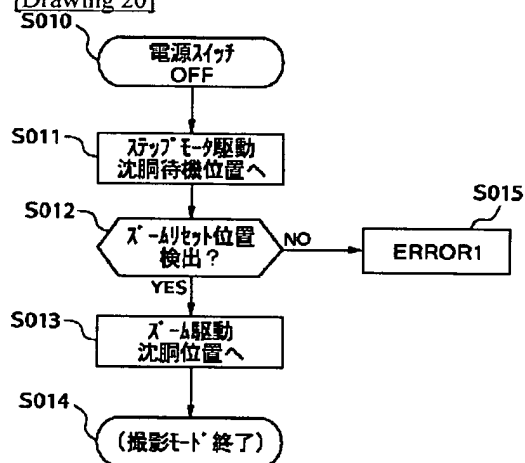 [Drawing 20]
S010
電源スイッチ
OFF
S011
ステップモータ駆動
沈胴待機位置へ
S012
ズームリセット位置
検出?
NO
S015
ERROR1
YES
S013
ズーム駆動
沈胴位置へ
S014
(撮影モード終了)